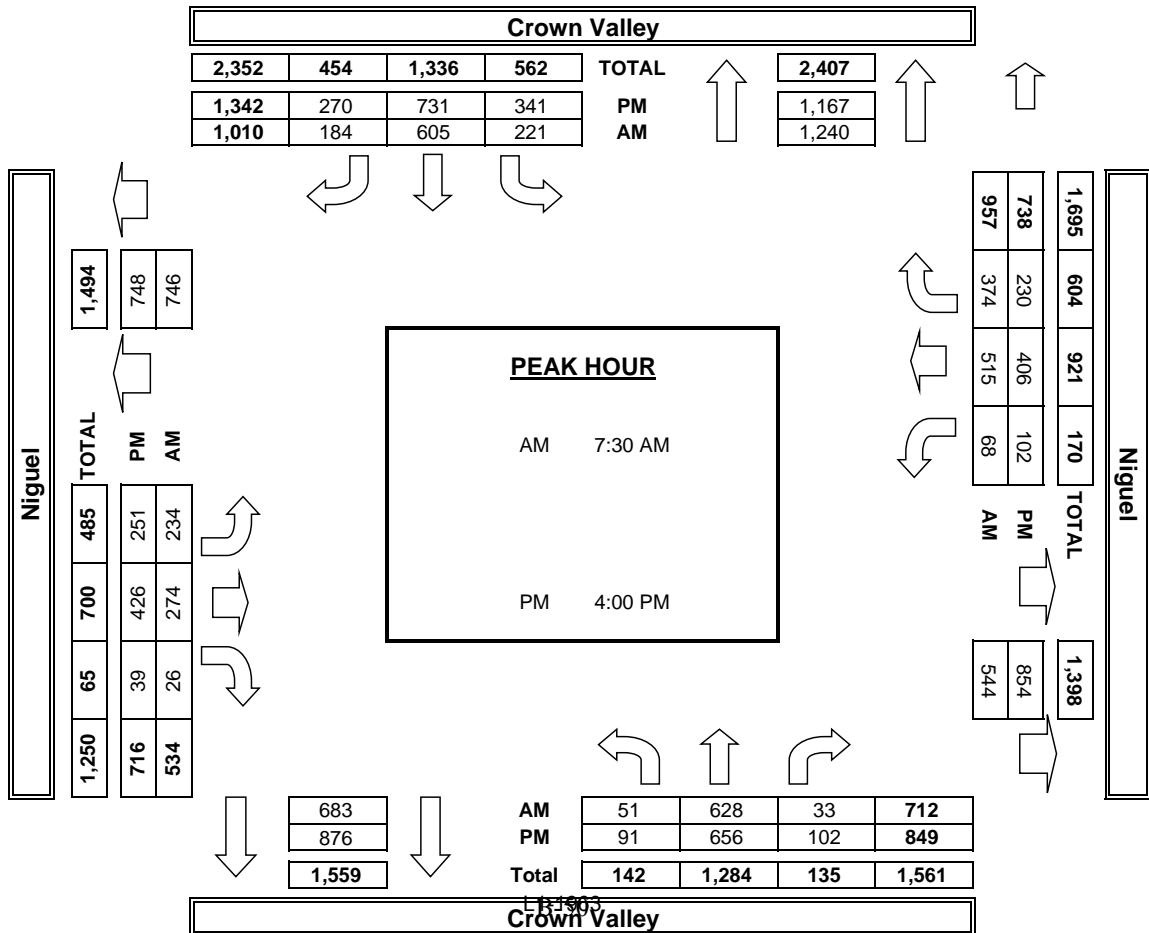 Crown Valley
2,352 454 1,336 562 TOTAL 2,407
1,342 270 731 341 PM 1,167
1,010 184 605 221 AM 1,240
Niguel
1,494
748
746
TOTAL
PM
AM
485 700 65 1,250
251 426 39 716
234 274 26 534
PEAK HOUR
AM 7:30 AM
PM 4:00 PM
1,695 604 921 170 TOTAL
738 230 406 102 PM
957 374 515 68 AM
1,398
854
544
Niguel
683 AM 51 628 33 712
876 PM 91 656 102 849
1,559 Total 142 1,284 135 1,561
Crown Valley